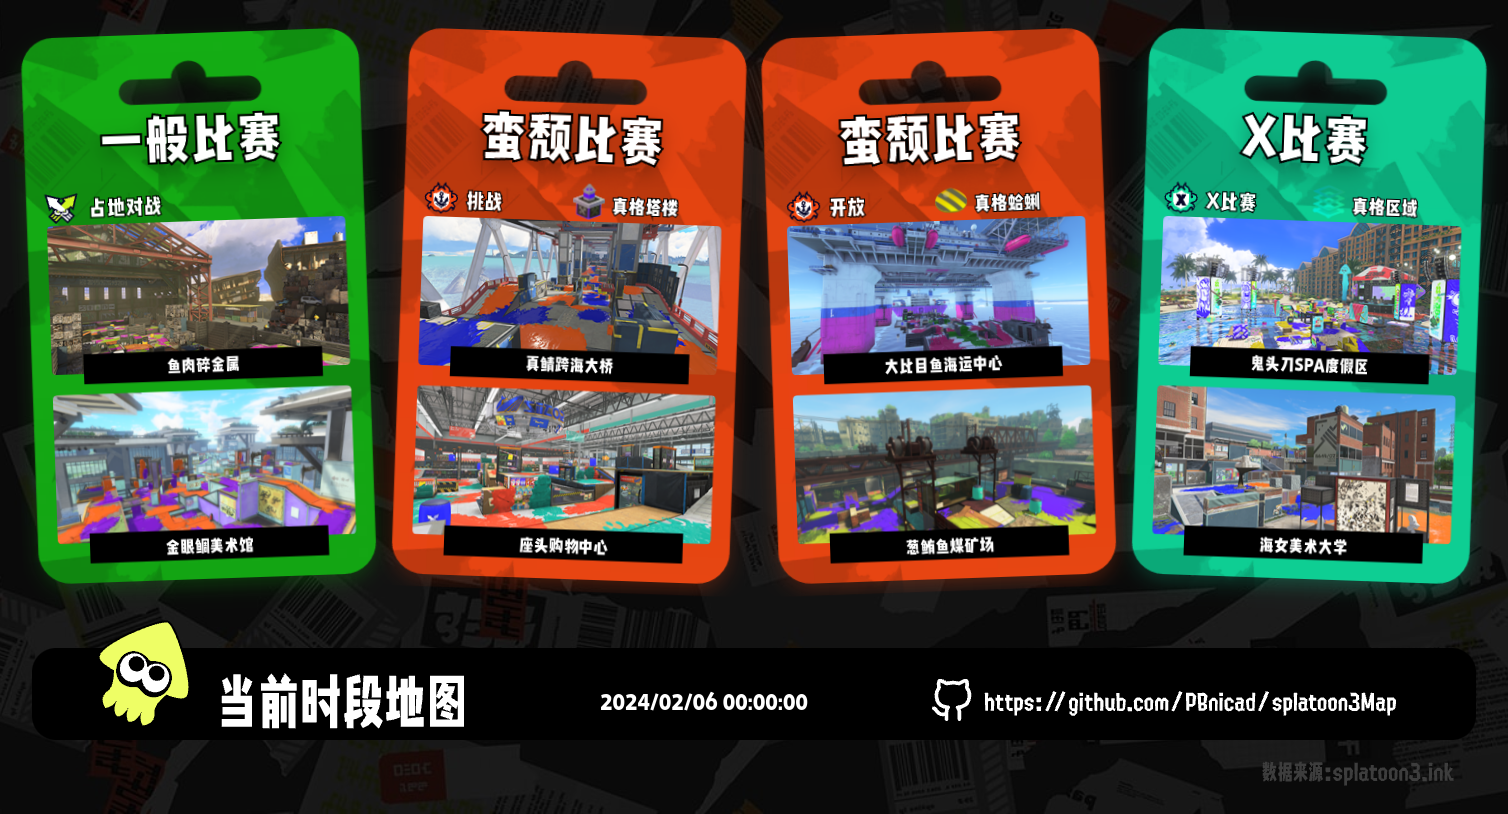 一般比赛
占地对战
鱼肉碎金属
金眼鲷美术馆
蛮颓比赛
挑战
真格塔楼
真鲭跨海大桥
座头购物中心
蛮颓比赛
开放
真格蛤蜊
大比目鱼海运中心
葱鲔鱼煤矿场
X比赛
X比赛
真格区域
鬼头刀SPA度假区
海女美术大学
当前时段地图
2024/02/06 00:00:00
https://github.com/PBnicad/splatoon3Map
数据来源:splatoon3.ink